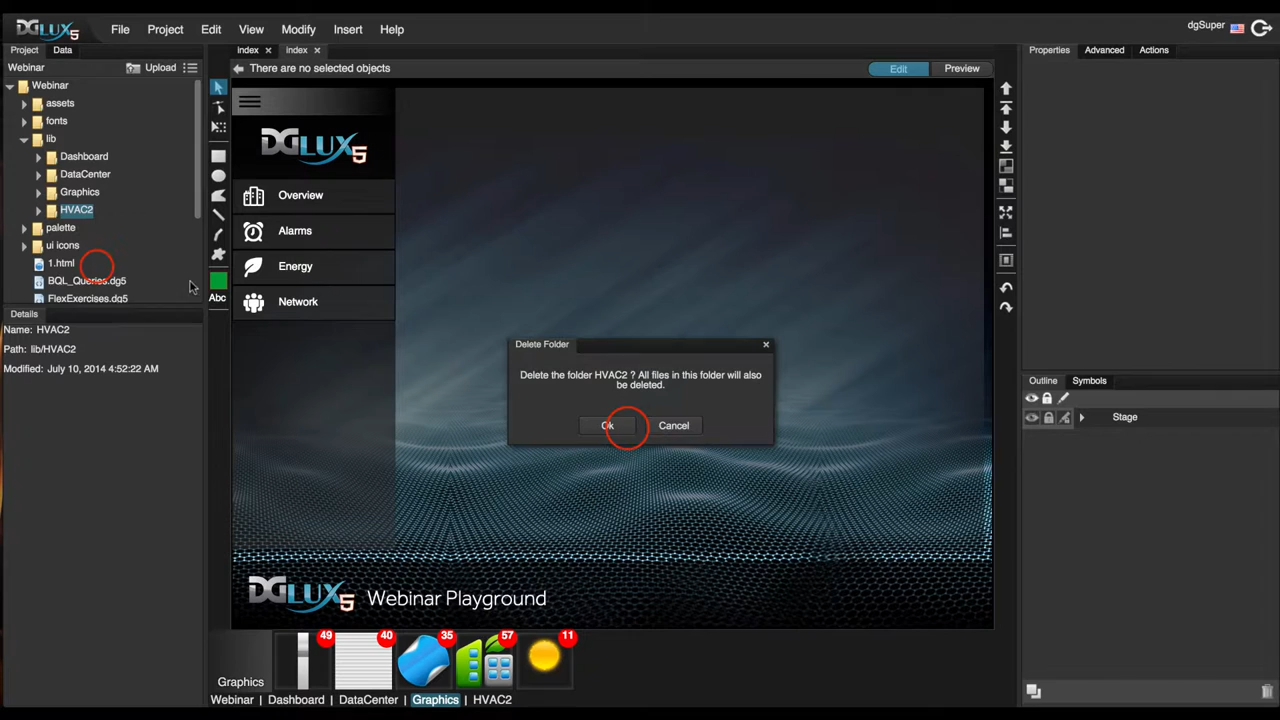 DGLUX5 File Project Edit View Modify Insert Help dgSuper
Project Data index × index × Properties Advanced Actions
Webinar Upload There are no selected objects Edit Preview
Webinar
assets
fonts
lib
Dashboard
DataCenter
Graphics
HVAC2
palette
ui icons
1.html
BQL_Queries.dg5
FlexExercises.dg5
Abc
Details
Name: HVAC2
Path: lib/HVAC2
Modified: July 10, 2014 4:52:22 AM
DGLUX5
Overview
Alarms
Energy
Network
Delete Folder
Delete the folder HVAC2 ? All files in this folder will also
be deleted.
Ok Cancel
DGLUX5 Webinar Playground
Outline Symbols
Stage
49 40 35 57 11
Graphics
Webinar | Dashboard | DataCenter | Graphics | HVAC2